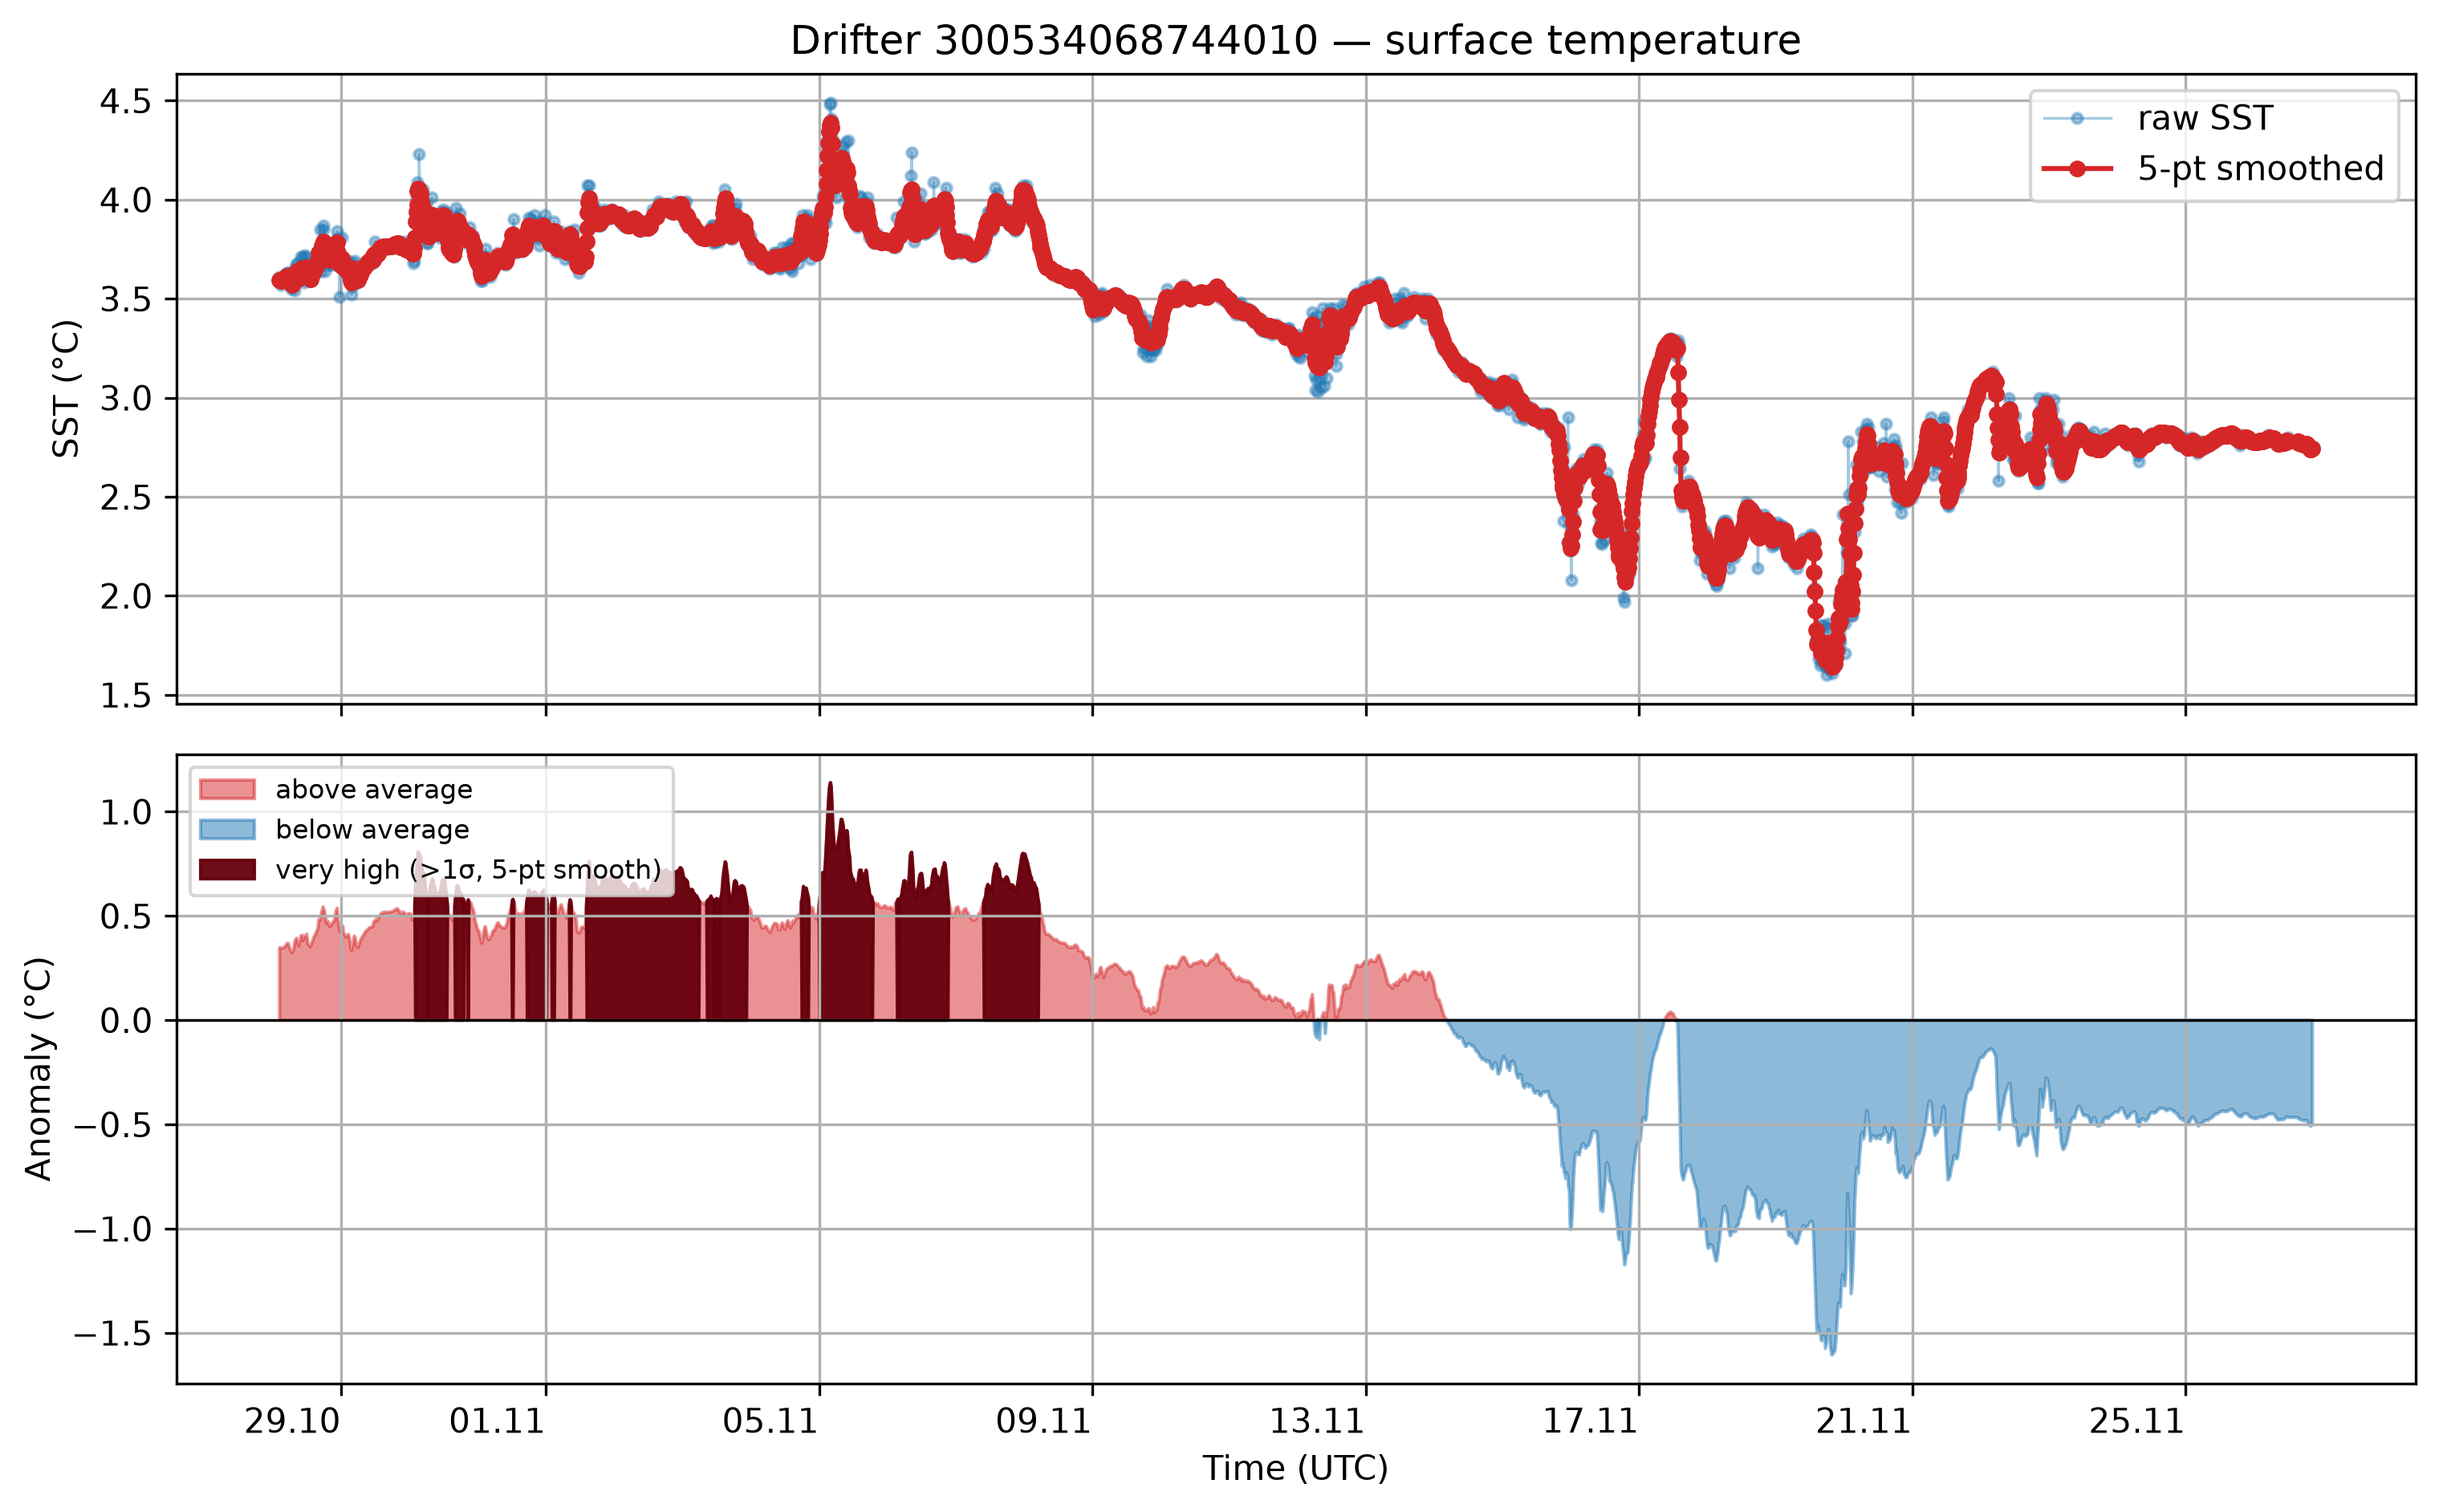 Drifter 300534068744010 — surface temperature
4.5
4.0
3.5
3.0
2.5
2.0
1.5
SST (°C)
raw SST
5-pt smoothed
above average
below average
very high (>1σ, 5-pt smooth)
1.0
0.5
0.0
−0.5
−1.0
−1.5
Anomaly (°C)
29.10 01.11 05.11 09.11 13.11 17.11 21.11 25.11
Time (UTC)